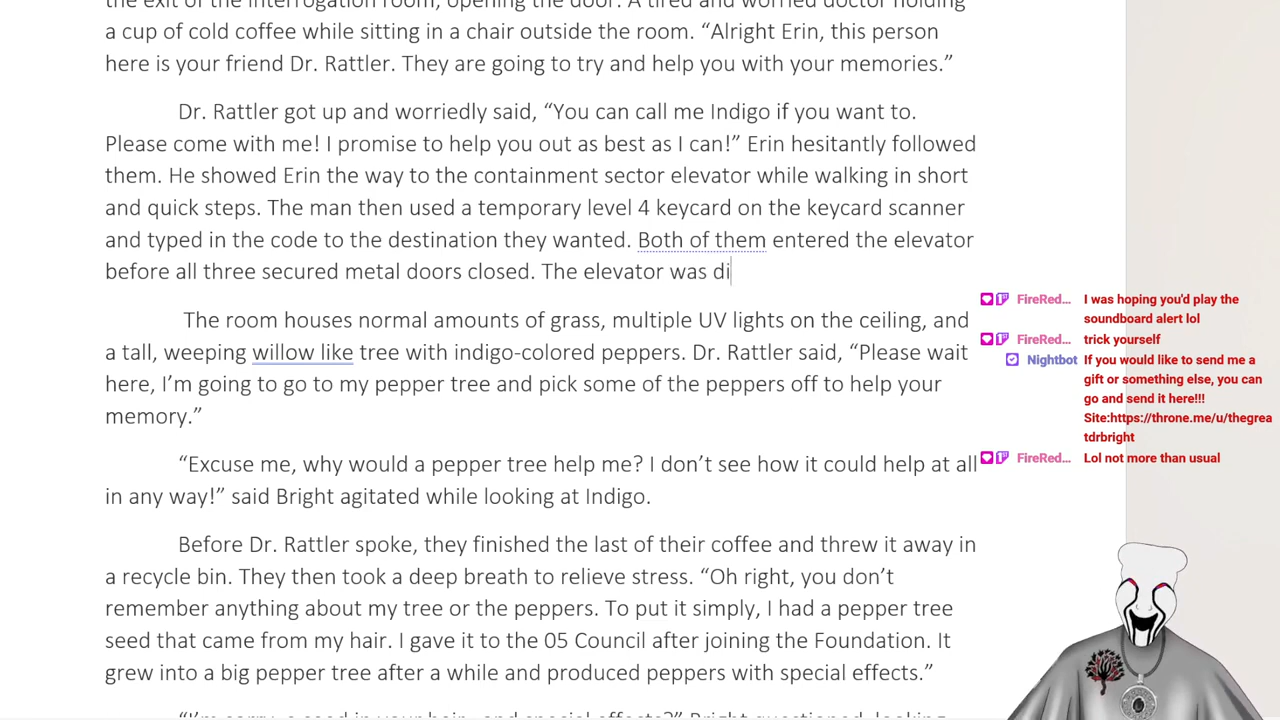 the exit of the interrogation room, opening the door. A tired and worried doctor holding
a cup of cold coffee while sitting in a chair outside the room. “Alright Erin, this person
here is your friend Dr. Rattler. They are going to try and help you with your memories.”
Dr. Rattler got up and worriedly said, “You can call me Indigo if you want to.
Please come with me! I promise to help you out as best as I can!” Erin hesitantly followed
them. He showed Erin the way to the containment sector elevator while walking in short
and quick steps. The man then used a temporary level 4 keycard on the keycard scanner
and typed in the code to the destination they wanted. Both of them entered the elevator
before all three secured metal doors closed. The elevator was di
The room houses normal amounts of grass, multiple UV lights on the ceiling, and
a tall, weeping willow like tree with indigo-colored peppers. Dr. Rattler said, “Please wait
here, I’m going to go to my pepper tree and pick some of the peppers off to help your
memory.”
“Excuse me, why would a pepper tree help me? I don’t see how it could help at all
in any way!” said Bright agitated while looking at Indigo.
Before Dr. Rattler spoke, they finished the last of their coffee and threw it away in
a recycle bin. They then took a deep breath to relieve stress. “Oh right, you don’t
remember anything about my tree or the peppers. To put it simply, I had a pepper tree
seed that came from my hair. I gave it to the 05 Council after joining the Foundation. It
grew into a big pepper tree after a while and produced peppers with special effects.”
“I’m sorry, a seed in your hair, and special effects?” Bright questioned, looking
FireRed... I was hoping you'd play the
soundboard alert lol
FireRed... trick yourself
Nightbot If you would like to send me a
gift or something else, you can
go and send it here!!!
Site:https://throne.me/u/thegrea
tdrbright
FireRed... Lol not more than usual